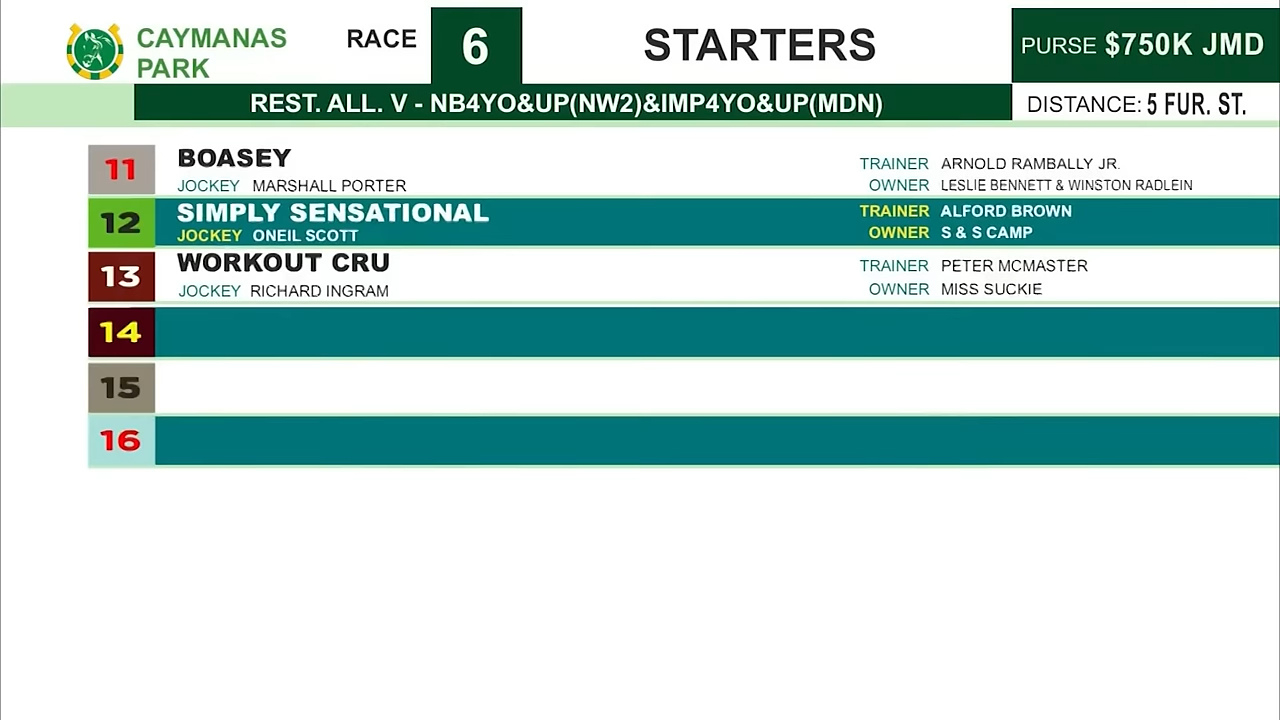 CAYMANAS
PARK
RACE 6
STARTERS
PURSE $750K JMD
REST. ALL. V - NB4YO&UP(NW2)&IMP4YO&UP(MDN)
DISTANCE: 5 FUR. ST.
11 BOASEY
JOCKEY MARSHALL PORTER
TRAINER ARNOLD RAMBALLY JR.
OWNER LESLIE BENNETT & WINSTON RADLEIN
12 SIMPLY SENSATIONAL
JOCKEY ONEIL SCOTT
TRAINER ALFORD BROWN
OWNER S & S CAMP
13 WORKOUT CRU
JOCKEY RICHARD INGRAM
TRAINER PETER MCMASTER
OWNER MISS SUCKIE
14
15
16